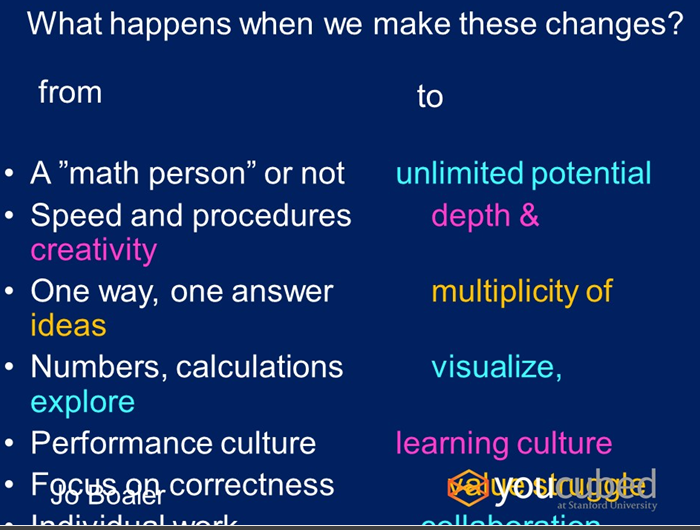 What happens when we make these changes?
from to
• A ”math person” or not unlimited potential
• Speed and procedures depth &
creativity
• One way, one answer multiplicity of
ideas
• Numbers, calculations visualize,
explore
• Performance culture learning culture
• Focus on correctness value struggle
Jo Boaler youcubed
at Stanford University
• Individual work collaboration